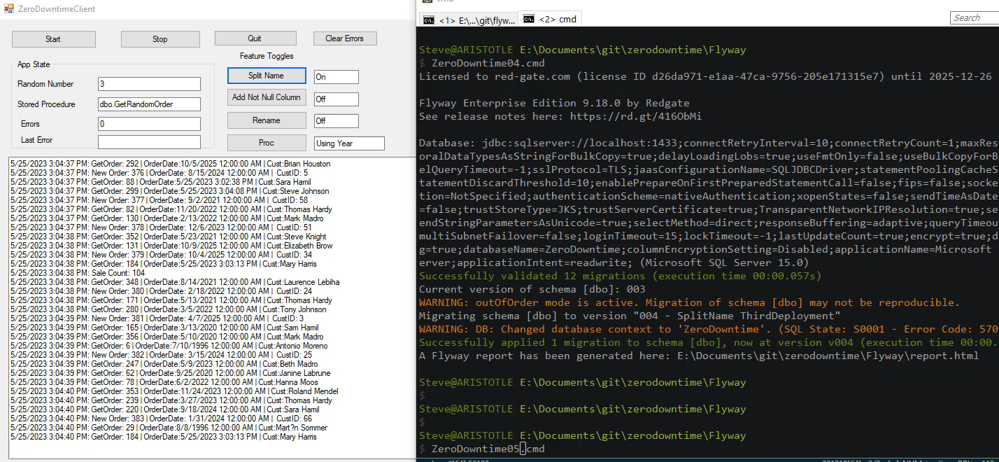 ZeroDowntimeClient
Start
Stop
Quit
Clear Errors
Feature Toggles
App State
Random Number
3
Stored Procedure
dbo.GetRandomOrder
Errors
0
Last Error
Split Name
On
Add Not Null Column
Off
Rename
Off
Proc
Using Year
5/25/2023 3:04:37 PM: GetOrder: 292 | OrderDate:10/5/2025 12:00:00 AM | Cust:Brian Houston
5/25/2023 3:04:37 PM: New Order: 376 | OrderDate: 8/15/2024 12:00:00 AM | CustID: 5
5/25/2023 3:04:37 PM: GetOrder: 88 | OrderDate:5/25/2023 3:02:38 PM | Cust:Sara Hamil
5/25/2023 3:04:37 PM: GetOrder: 299 | OrderDate:5/25/2023 3:04:08 PM | Cust:Steve Johnson
5/25/2023 3:04:37 PM: New Order: 377 | OrderDate: 9/2/2021 12:00:00 AM | CustID: 58
5/25/2023 3:04:37 PM: GetOrder: 82 | OrderDate:11/20/2022 12:00:00 AM | Cust:Thomas Hardy
5/25/2023 3:04:37 PM: GetOrder: 130 | OrderDate:2/13/2022 12:00:00 AM | Cust:Mark Madro
5/25/2023 3:04:37 PM: New Order: 378 | OrderDate: 12/6/2023 12:00:00 AM | CustID: 51
5/25/2023 3:04:38 PM: GetOrder: 352 | OrderDate:5/23/2021 12:00:00 AM | Cust:Steve Knight
5/25/2023 3:04:38 PM: GetOrder: 131 | OrderDate:10/9/2025 12:00:00 AM | Cust:Elizabeth Brow
5/25/2023 3:04:38 PM: New Order: 379 | OrderDate: 10/4/2025 12:00:00 AM | CustID: 34
5/25/2023 3:04:38 PM: GetOrder: 184 | OrderDate:5/25/2023 3:03:13 PM | Cust:Mary Harris
5/25/2023 3:04:38 PM: Sale Count: 104
5/25/2023 3:04:38 PM: GetOrder: 348 | OrderDate:8/14/2021 12:00:00 AM | Cust:Laurence Lebiha
5/25/2023 3:04:38 PM: New Order: 380 | OrderDate: 2/18/2022 12:00:00 AM | CustID: 24
5/25/2023 3:04:38 PM: GetOrder: 171 | OrderDate:5/13/2021 12:00:00 AM | Cust:Thomas Hardy
5/25/2023 3:04:38 PM: GetOrder: 280 | OrderDate:3/5/2022 12:00:00 AM | Cust:Tony Johnson
5/25/2023 3:04:39 PM: New Order: 381 | OrderDate: 4/7/2025 12:00:00 AM | CustID: 3
5/25/2023 3:04:39 PM: GetOrder: 165 | OrderDate:3/13/2020 12:00:00 AM | Cust:Sam Hamil
5/25/2023 3:04:39 PM: GetOrder: 356 | OrderDate:5/10/2020 12:00:00 AM | Cust:Mark Madro
5/25/2023 3:04:39 PM: GetOrder: 6 | OrderDate:7/10/1996 12:00:00 AM | Cust:Antonio Moreno
5/25/2023 3:04:39 PM: New Order: 382 | OrderDate: 3/15/2024 12:00:00 AM | CustID: 25
5/25/2023 3:04:39 PM: GetOrder: 247 | OrderDate:5/9/2023 12:00:00 AM | Cust:Beth Madro
5/25/2023 3:04:39 PM: GetOrder: 62 | OrderDate:9/25/2020 12:00:00 AM | Cust:Janine Labrune
5/25/2023 3:04:39 PM: GetOrder: 78 | OrderDate:6/2/2022 12:00:00 AM | Cust:Hanna Moos
5/25/2023 3:04:40 PM: GetOrder: 353 | OrderDate:11/24/2023 12:00:00 AM | Cust:Roland Mendel
5/25/2023 3:04:40 PM: GetOrder: 239 | OrderDate:3/27/2023 12:00:00 AM | Cust:Thomas Hardy
5/25/2023 3:04:40 PM: GetOrder: 220 | OrderDate:9/18/2024 12:00:00 AM | Cust:Sara Hamil
5/25/2023 3:04:40 PM: New Order: 383 | OrderDate: 1/31/2024 12:00:00 AM | CustID: 66
5/25/2023 3:04:40 PM: GetOrder: 29 | OrderDate:8/8/1996 12:00:00 AM | Cust:Mart?n Sommer
5/25/2023 3:04:40 PM: GetOrder: 184 | OrderDate:5/25/2023 3:03:13 PM | Cust:Mary Harris
<1> E:\...\git\flyw...
<2> cmd
Search
Steve@ARISTOTLE E:\Documents\git\zerodowntime\Flyway
$ ZeroDowntime04.cmd
Licensed to red-gate.com (license ID d26da971-e1aa-47ca-9756-205e171315e7) until 2025-12-26
Flyway Enterprise Edition 9.18.0 by Redgate
See release notes here: https://rd.gt/416ObMi
Database: jdbc:sqlserver://localhost:1433;connectRetryInterval=10;connectRetryCount=1;maxRes
oralDataTypesAsStringForBulkCopy=true;delayLoadingLobs=true;useFmtOnly=false;useBulkCopyForB
elQueryTimeout=-1;sslProtocol=TLS;jaasConfigurationName=SQLJDBCDriver;statementPoolingCacheS
tatementDiscardThreshold=10;enablePrepareOnFirstPreparedStatementCall=false;fips=false;socke
tion=NotSpecified;authenticationScheme=nativeAuthentication;xopenStates=false;sendTimeAsDate
=false;trustStoreType=JKS;trustServerCertificate=true;TransparentNetworkIPResolution=true;se
endStringParametersAsUnicode=true;selectMethod=direct;responseBuffering=adaptive;queryTimeou
multiSubnetFailover=false;loginTimeout=15;lockTimeout=-1;lastUpdateCount=true;encrypt=true;d
g=true;databaseName=ZeroDowntime;columnEncryptionSetting=Disabled;applicationName=Microsoft
erver;applicationIntent=readwrite; (Microsoft SQL Server 15.0)
Successfully validated 12 migrations (execution time 00:00.057s)
Current version of schema [dbo]: 003
WARNING: outOfOrder mode is active. Migration of schema [dbo] may not be reproducible.
Migrating schema [dbo] to version "004 - SplitName ThirdDeployment"
WARNING: DB: Changed database context to 'ZeroDowntime'. (SQL State: S0001 - Error Code: 570
Successfully applied 1 migration to schema [dbo], now at version v004 (execution time 00:00.
A Flyway report has been generated here: E:\Documents\git\zerodowntime\Flyway\report.html
Steve@ARISTOTLE E:\Documents\git\zerodowntime\Flyway
$
Steve@ARISTOTLE E:\Documents\git\zerodowntime\Flyway
$
Steve@ARISTOTLE E:\Documents\git\zerodowntime\Flyway
$ ZeroDowntime05.cmd